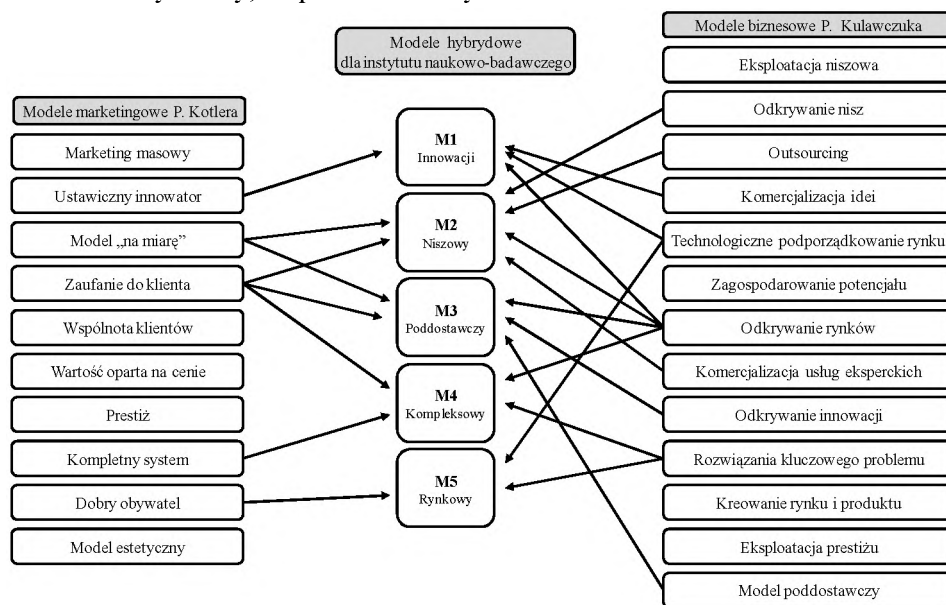 Modele marketingowe P. Kotlera
Marketing masowy
Ustawiczny innowator
Model „na miarę”
Zaufanie do klienta
Wspólnota klientów
Wartość oparta na cenie
Prestiż
Kompletny system
Dobry obywatel
Model estetyczny
Modele hybrydowe
dla instytutu naukowo-badawczego
M1
Innowacji
M2
Niszowy
M3
Poddostawczy
M4
Kompleksowy
M5
Rynkowy
Modele biznesowe P. Kulawczuka
Eksploatacja niszowa
Odkrywanie nisz
Outsourcing
Komercjalizacja idei
Technologiczne podporządkowanie rynku
Zagospodarowanie potencjału
Odkrywanie rynków
Komercjalizacja usług eksperckich
Odkrywanie innowacji
Rozwiązania kluczowego problemu
Kreowanie rynku i produktu
Eksploatacja prestiżu
Model poddostawczy